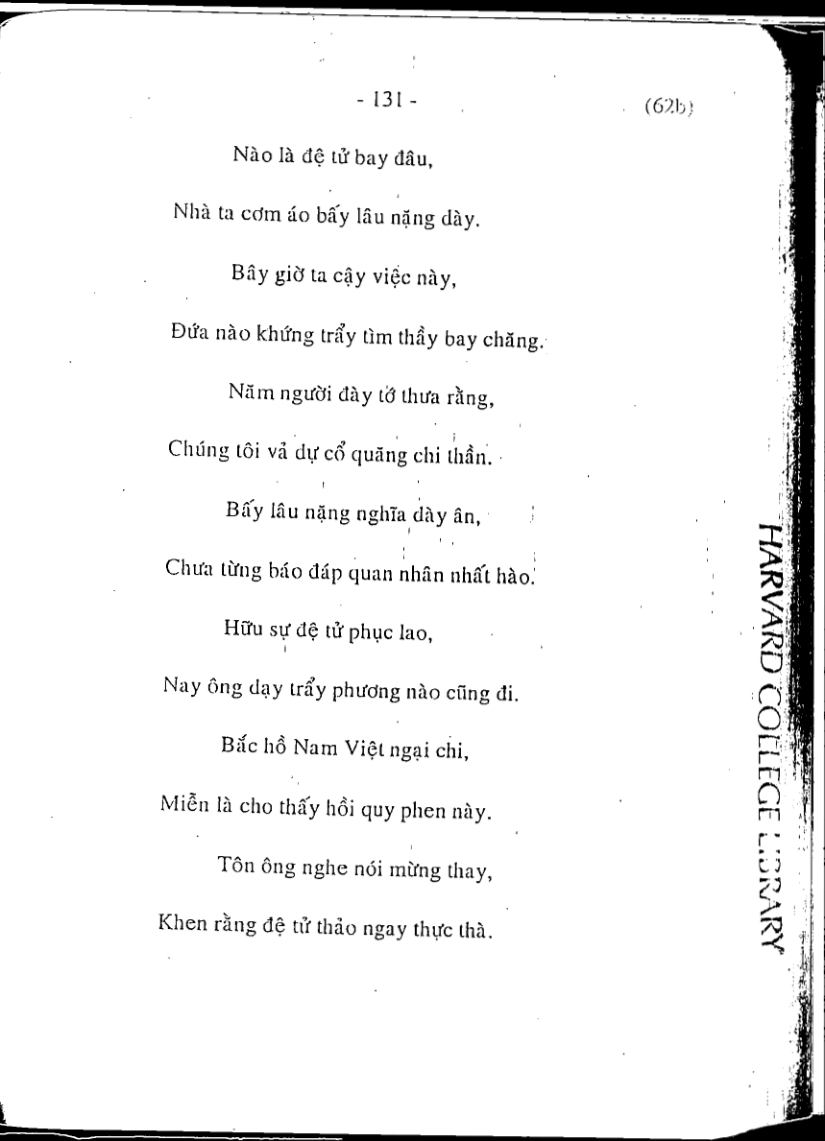 - 131 -
(62b)
Nào là đệ tử bay đâu,
Nhà ta cơm áo bấy lâu nặng dày.
Bây giờ ta cậy việc này,
Đứa nào khứng trẩy tìm thầy bay chăng.
Năm người đày tớ thưa rằng,
Chúng tôi vả dự cổ quăng chi thần.
Bấy lâu nặng nghĩa dày ân,
Chưa từng báo đáp quan nhân nhất hào.
Hữu sự đệ tử phục lao,
Nay ông dạy trẩy phương nào cũng đi.
Bắc hồ Nam Việt ngại chi,
Miễn là cho thấy hồi quy phen này.
Tôn ông nghe nói mừng thay,
Khen rằng đệ tử thảo ngay thực thà.
HARVARD COLLEGE LIBRARY